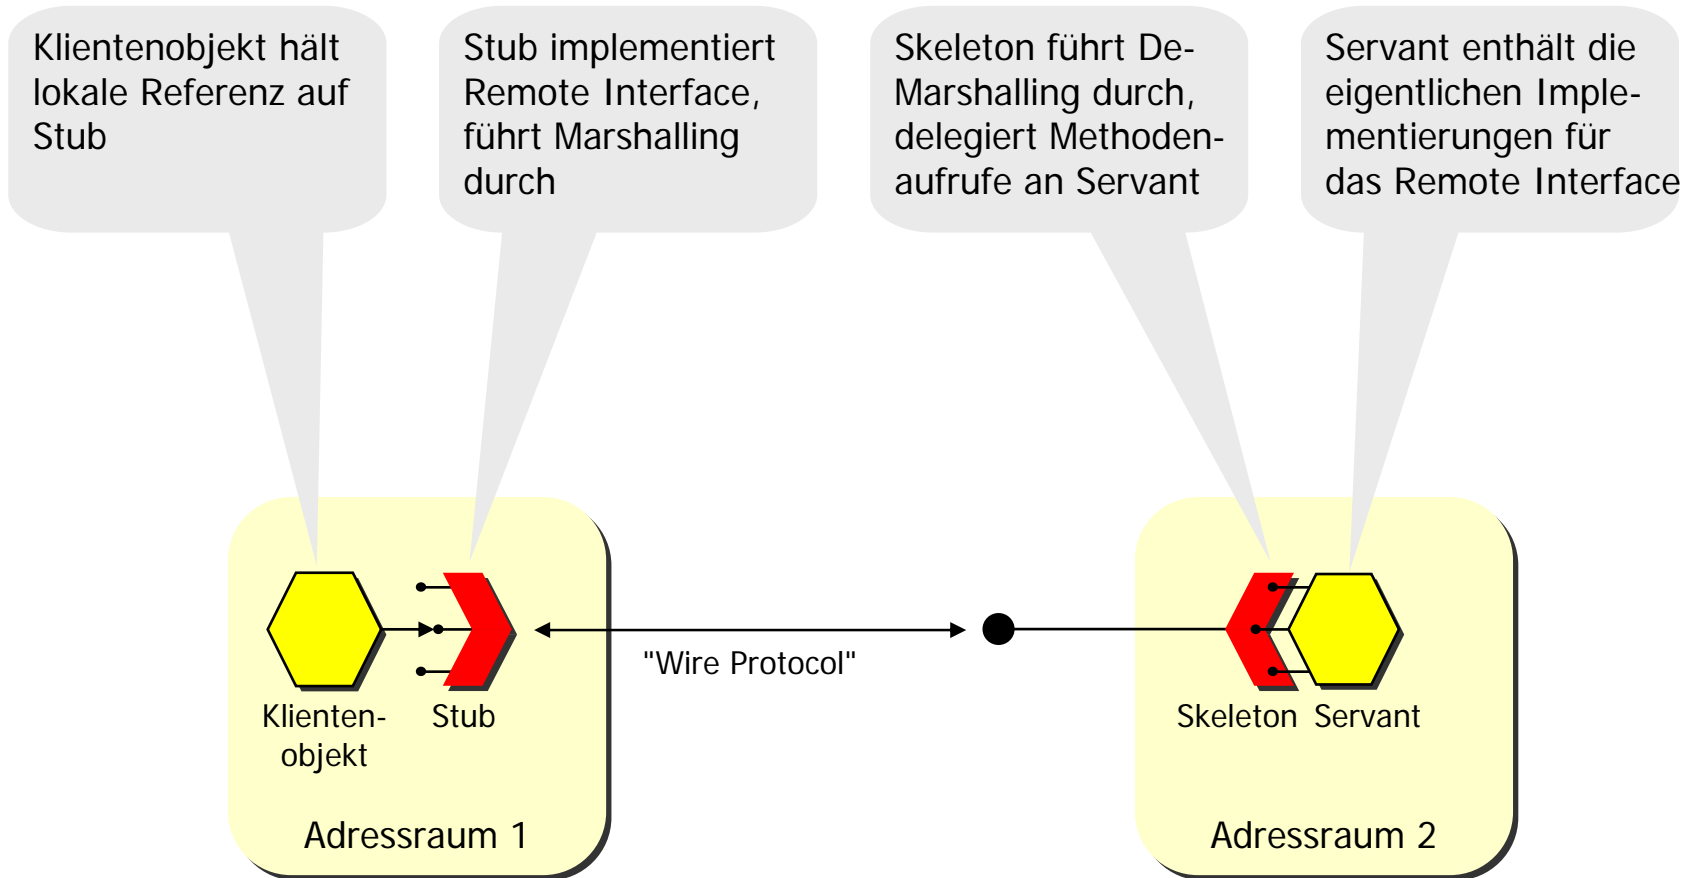 Klientenobjekt hält
lokale Referenz auf
Stub
Stub implementiert
Remote Interface,
führt Marshalling
durch
Skeleton führt De-
Marshalling durch,
delegiert Methoden-
aufrufe an Servant
Servant enthält die
eigentlichen Imple-
mentierungen für
das Remote Interface
"Wire Protocol"
Klienten-
objekt
Stub
Skeleton
Servant
Adressraum 1
Adressraum 2